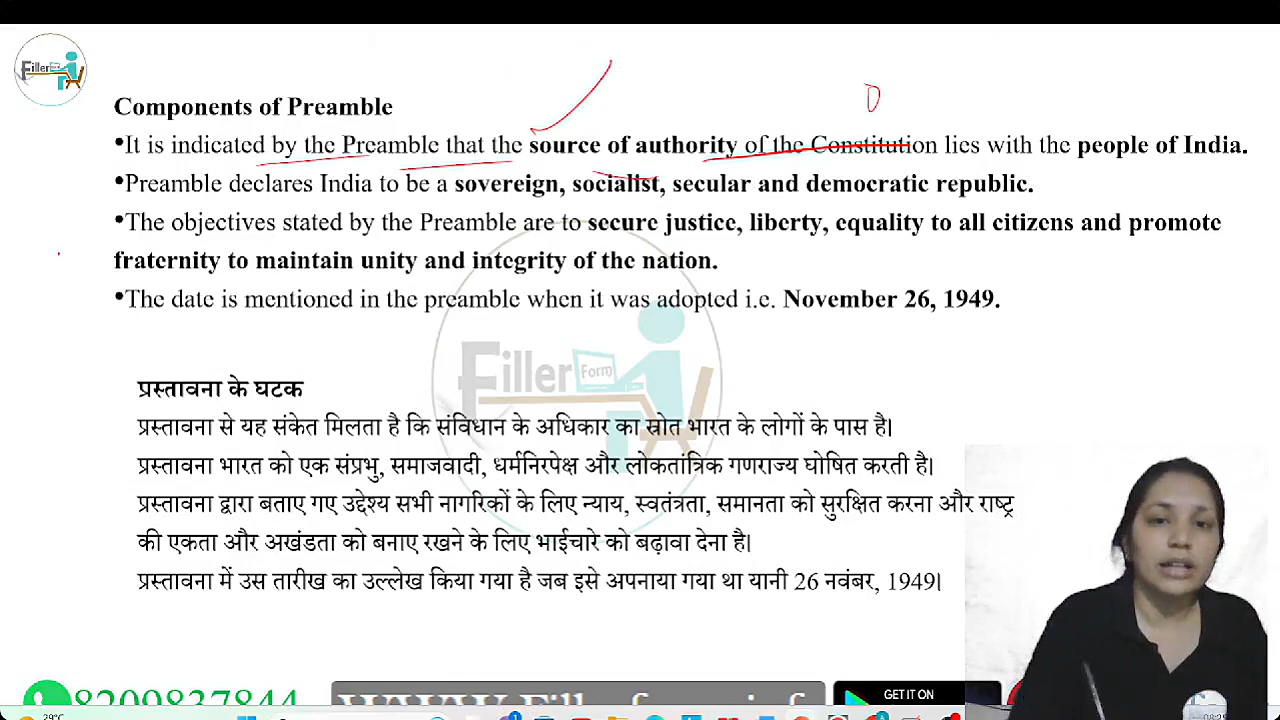 Filler
Form
Components of Preamble
•It is indicated by the Preamble that the source of authority of the Constitution lies with the people of India.
•Preamble declares India to be a sovereign, socialist, secular and democratic republic.
•The objectives stated by the Preamble are to secure justice, liberty, equality to all citizens and promote
fraternity to maintain unity and integrity of the nation.
•The date is mentioned in the preamble when it was adopted i.e. November 26, 1949.
Filler Form
प्रस्तावना के घटक
प्रस्तावना से यह संकेत मिलता है कि संविधान के अधिकार का स्रोत भारत के लोगों के पास है।
प्रस्तावना भारत को एक संप्रभु, समाजवादी, धर्मनिरपेक्ष और लोकतांत्रिक गणराज्य घोषित करती है।
प्रस्तावना द्वारा बताए गए उद्देश्य सभी नागरिकों के लिए न्याय, स्वतंत्रता, समानता को सुरक्षित करना और राष्ट्र
की एकता और अखंडता को बनाए रखने के लिए भाईचारे को बढ़ावा देना है।
प्रस्तावना में उस तारीख का उल्लेख किया गया है जब इसे अपनाया गया था यानी 26 नवंबर, 1949।
8209837844
GET IT ON
29°C